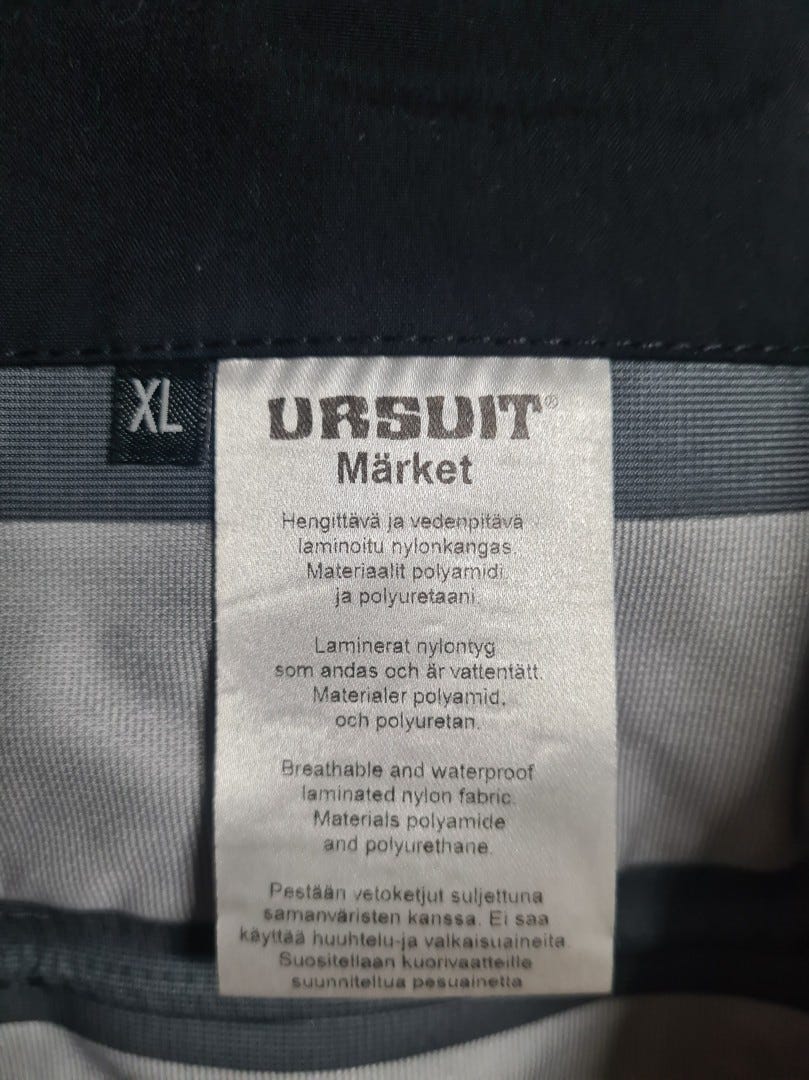 XL
URSUIT®
Märket
Hengittävä ja vedenpitävä
laminoitu nylonkangas.
Materiaalit polyamidi
ja polyuretaani.
Laminerat nylontyg
som andas och är vattentätt.
Materialer polyamid,
och polyuretan.
Breathable and waterproof
laminated nylon fabric.
Materials polyamide
and polyurethane.
Pestään vetoketjut suljettuna
samanväristen kanssa. Ei saa
käyttää huuhtelu-ja valkaisuaineita
Suositellaan kuorivaatteille
suunniteltua pesuainetta